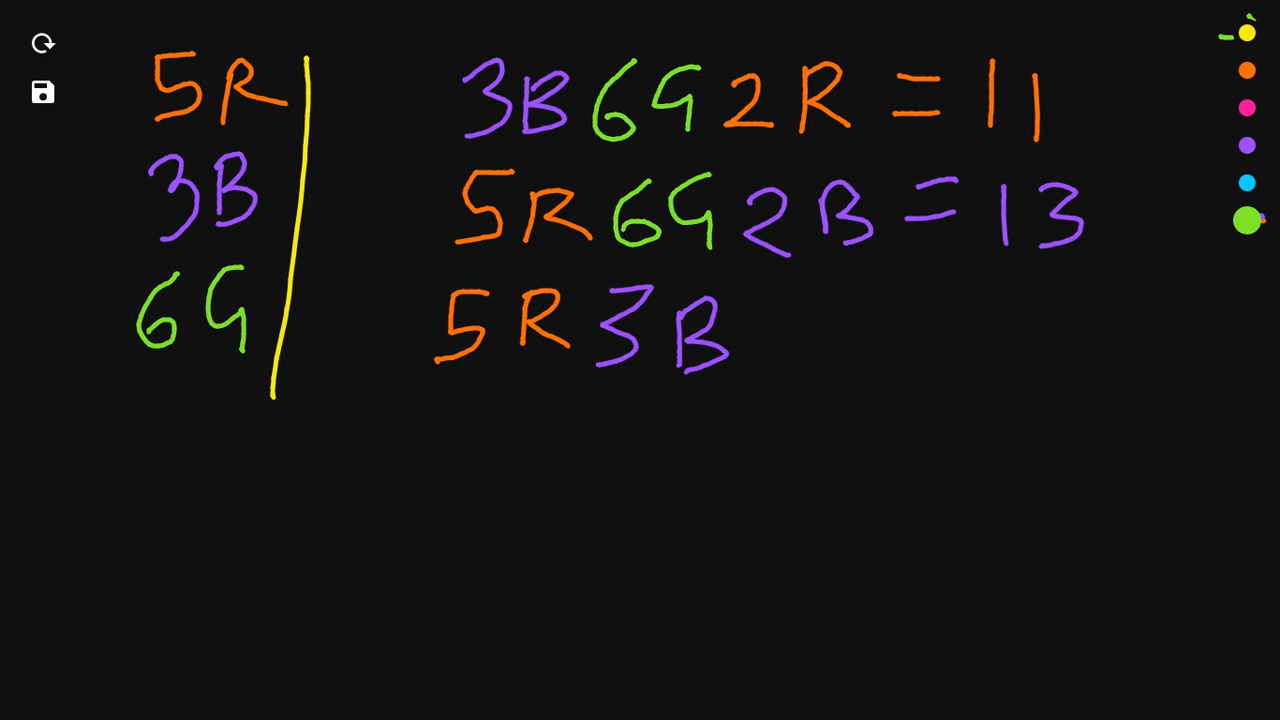 5R
3B
6G
3B6G2R = 11
5R6G2B = 13
5R3B